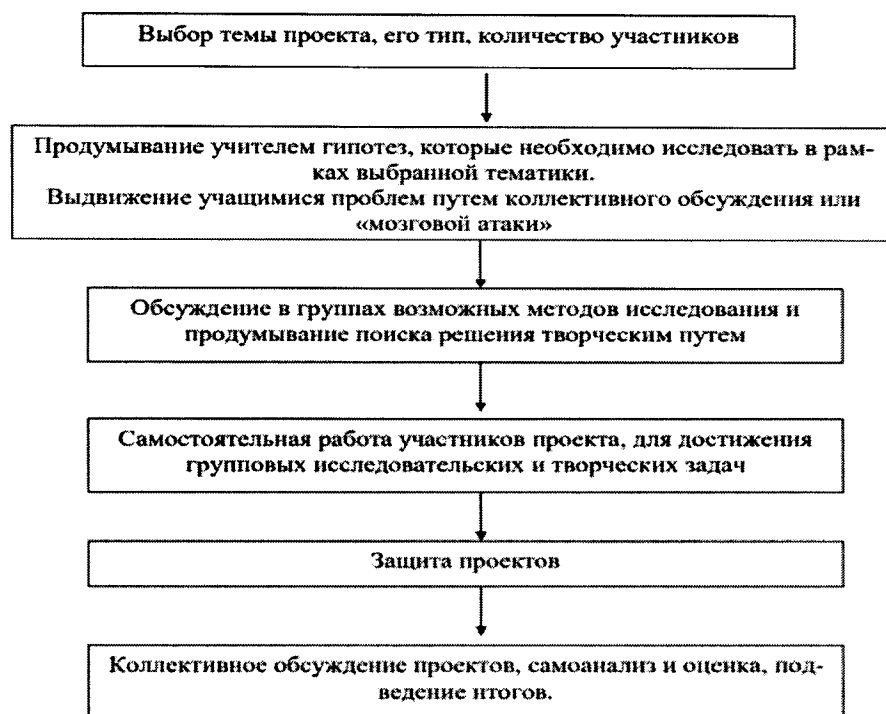 Выбор темы проекта, его тип, количество участников
Продумывание учителем гипотез, которые необходимо исследовать в рам-
ках выбранной тематики.
Выдвижение учащимися проблем путем коллективного обсуждения или
«мозговой атаки»
Обсуждение в группах возможных методов исследования и
продумывание поиска решения творческим путем
Самостоятельная работа участников проекта, для достижения
групповых исследовательских и творческих задач
Защита проектов
Коллективное обсуждение проектов, самоанализ и оценка, под-
ведение итогов.